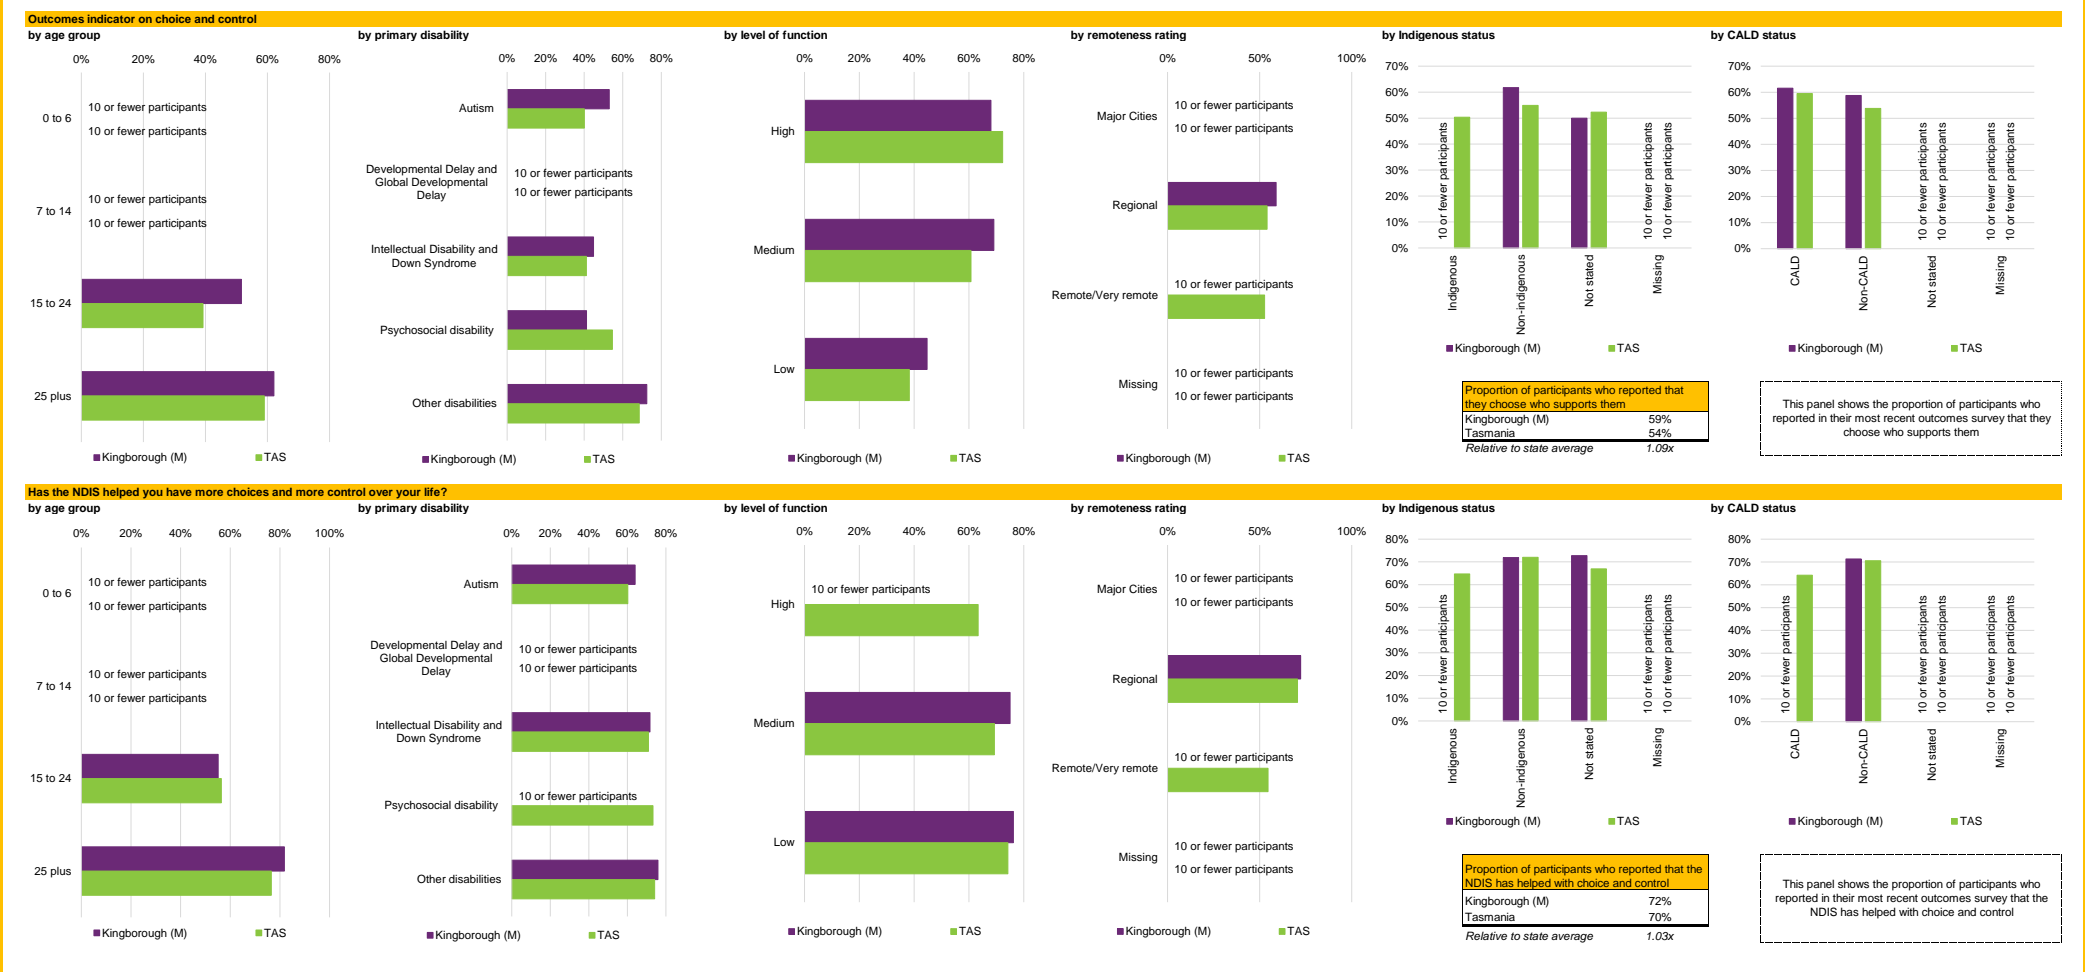 Outcomes indicator on choice and control
by age group
0% 20% 40% 60% 80%
0 to 6
10 or fewer participants
10 or fewer participants
7 to 14
10 or fewer participants
10 or fewer participants
15 to 24
25 plus
Kingborough (M) TAS
by primary disability
0% 20% 40% 60% 80%
Autism
Developmental Delay and
Global Developmental
Delay
10 or fewer participants
10 or fewer participants
Intellectual Disability and
Down Syndrome
Psychosocial disability
Other disabilities
Kingborough (M) TAS
by level of function
0% 20% 40% 60% 80%
High
Medium
Low
Kingborough (M) TAS
by remoteness rating
0% 50% 100%
Major Cities
10 or fewer participants
10 or fewer participants
Regional
Remote/Very remote
10 or fewer participants
Missing
10 or fewer participants
10 or fewer participants
Kingborough (M) TAS
by Indigenous status
70%
60%
50%
40%
30%
20%
10%
0%
10 or fewer participants
10 or fewer participants
10 or fewer participants
Indigenous
Non-indigenous
Not stated
Missing
Kingborough (M) TAS
Proportion of participants who reported that
they choose who supports them
Kingborough (M) 59%
Tasmania 54%
Relative to state average 1.09x
by CALD status
70%
60%
50%
40%
30%
20%
10%
0%
10 or fewer participants
10 or fewer participants
10 or fewer participants
10 or fewer participants
CALD
Non-CALD
Not stated
Missing
Kingborough (M) TAS
This panel shows the proportion of participants who
reported in their most recent outcomes survey that they
choose who supports them
Has the NDIS helped you have more choices and more control over your life?
by age group
0% 20% 40% 60% 80% 100%
0 to 6
10 or fewer participants
10 or fewer participants
7 to 14
10 or fewer participants
10 or fewer participants
15 to 24
25 plus
Kingborough (M) TAS
by primary disability
0% 20% 40% 60% 80%
Autism
Developmental Delay and
Global Developmental
Delay
10 or fewer participants
10 or fewer participants
Intellectual Disability and
Down Syndrome
Psychosocial disability
10 or fewer participants
Other disabilities
Kingborough (M) TAS
by level of function
0% 20% 40% 60% 80%
High
10 or fewer participants
Medium
Low
Kingborough (M) TAS
by remoteness rating
0% 50% 100%
Major Cities
10 or fewer participants
10 or fewer participants
Regional
Remote/Very remote
10 or fewer participants
Missing
10 or fewer participants
10 or fewer participants
Kingborough (M) TAS
by Indigenous status
80%
70%
60%
50%
40%
30%
20%
10%
0%
10 or fewer participants
10 or fewer participants
10 or fewer participants
Indigenous
Non-indigenous
Not stated
Missing
Kingborough (M) TAS
Proportion of participants who reported that the
NDIS has helped with choice and control
Kingborough (M) 72%
Tasmania 70%
Relative to state average 1.03x
by CALD status
80%
70%
60%
50%
40%
30%
20%
10%
0%
10 or fewer participants
10 or fewer participants
10 or fewer participants
10 or fewer participants
10 or fewer participants
CALD
Non-CALD
Not stated
Missing
Kingborough (M) TAS
This panel shows the proportion of participants who
reported in their most recent outcomes survey that the
NDIS has helped with choice and control